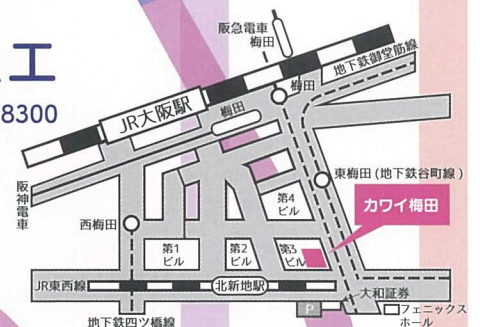 阪急電車
梅田
工
8300
地下鉄御堂筋線
梅田
JR大阪駅
梅田
阪神電車
東梅田(地下鉄谷町線)
第4
ビル
カワイ梅田
西梅田
第1
ビル
第2
ビル
第3
ビル
JR東西線
北新地駅
大和証券
P
フェニックス
ホール
地下鉄四ツ橋線